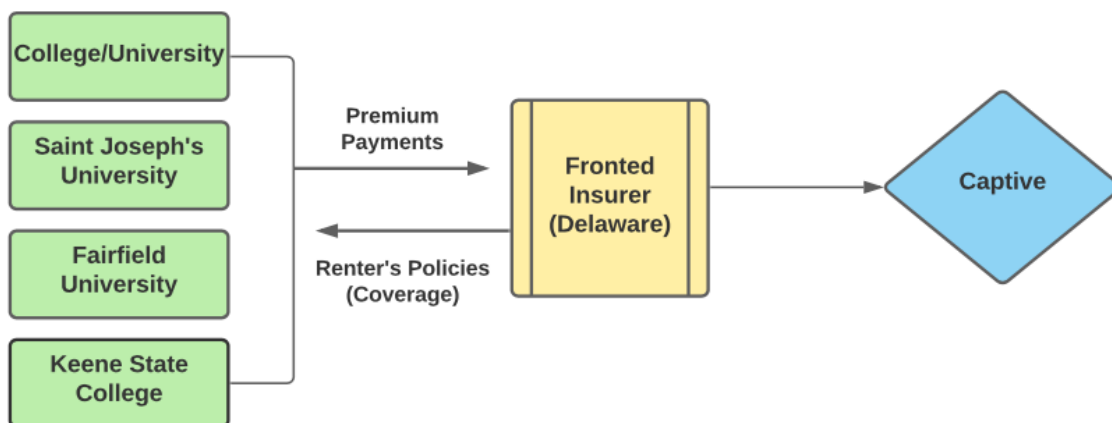 College/University
Saint Joseph's
University
Fairfield
University
Keene State
College
Premium
Payments
Renter's Policies
(Coverage)
Fronted
Insurer
(Delaware)
Captive